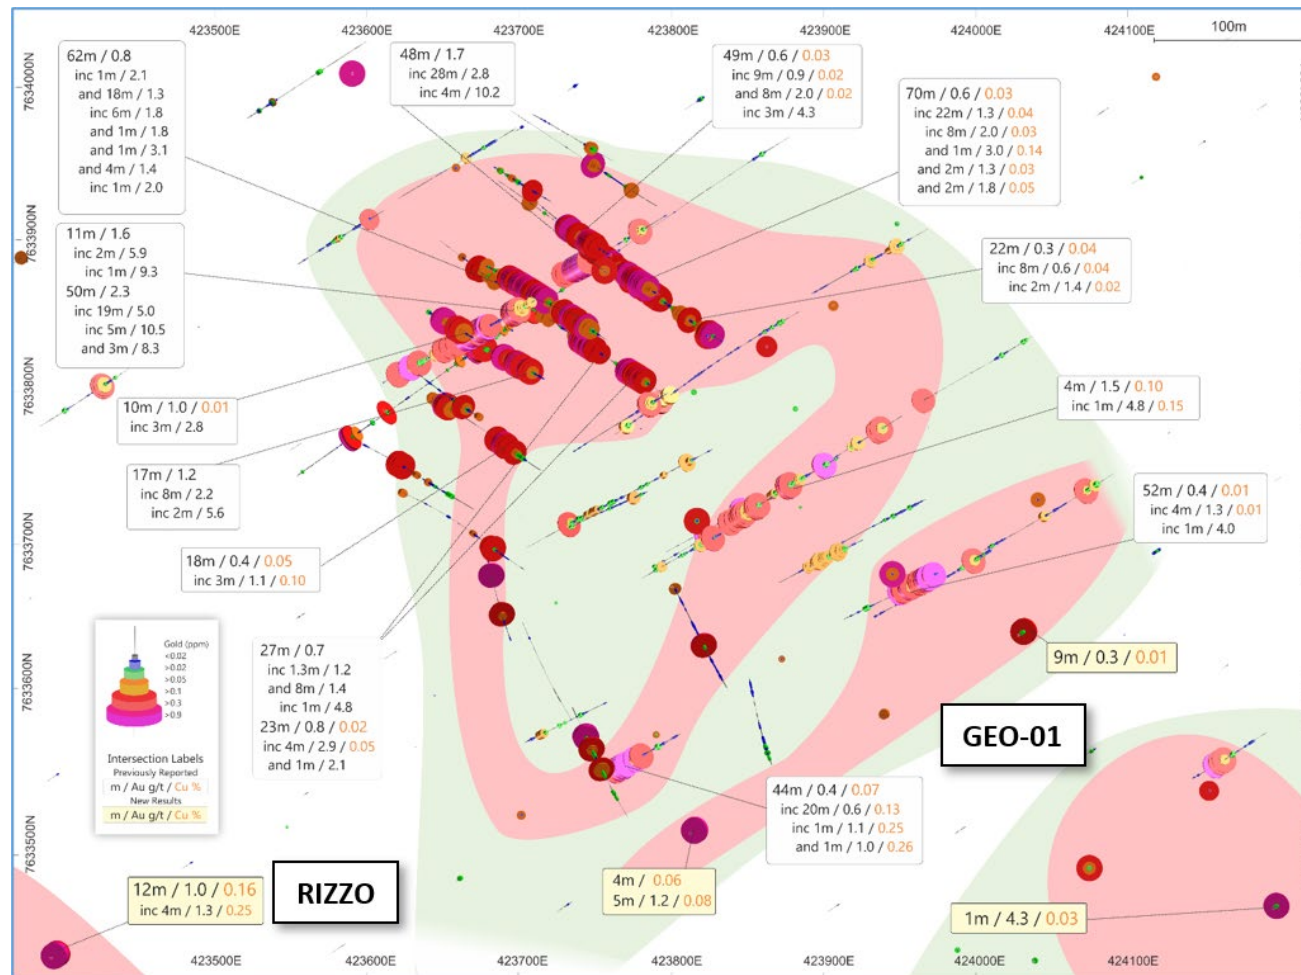 423500E
423600E
423700E
423800E
423900E
424000E
424100E
100m
7634000N
7633900N
7633800N
7633700N
7633600N
7633500N
62m / 0.8
inc 1m / 2.1
and 18m / 1.3
inc 6m / 1.8
and 1m / 1.8
and 1m / 3.1
and 4m / 1.4
inc 1m / 2.0
48m / 1.7
inc 28m / 2.8
inc 4m / 10.2
49m / 0.6 / 0.03
inc 9m / 0.9 / 0.02
and 8m / 2.0 / 0.02
inc 3m / 4.3
70m / 0.6 / 0.03
inc 22m / 1.3 / 0.04
inc 8m / 2.0 / 0.03
and 1m / 3.0 / 0.14
and 2m / 1.3 / 0.03
and 2m / 1.8 / 0.05
11m / 1.6
inc 2m / 5.9
inc 1m / 9.3
50m / 2.3
inc 19m / 5.0
inc 5m / 10.5
and 3m / 8.3
22m / 0.3 / 0.04
inc 8m / 0.6 / 0.04
inc 2m / 1.4 / 0.02
10m / 1.0 / 0.01
inc 3m / 2.8
4m / 1.5 / 0.10
inc 1m / 4.8 / 0.15
17m / 1.2
inc 8m / 2.2
inc 2m / 5.6
52m / 0.4 / 0.01
inc 4m / 1.3 / 0.01
inc 1m / 4.0
18m / 0.4 / 0.05
inc 3m / 1.1 / 0.10
27m / 0.7
inc 1.3m / 1.2
and 8m / 1.4
inc 1m / 4.8
23m / 0.8 / 0.02
inc 4m / 2.9 / 0.05
and 1m / 2.1
9m / 0.3 / 0.01
Gold (ppm)
<0.02
>0.02
>0.05
>0.1
>0.3
>0.9
Intersection Labels
Previously Reported
m / Au g/t / Cu %
New Results
m / Au g/t / Cu %
GEO-01
44m / 0.4 / 0.07
inc 20m / 0.6 / 0.13
inc 1m / 1.1 / 0.25
and 1m / 1.0 / 0.26
12m / 1.0 / 0.16
inc 4m / 1.3 / 0.25
RIZZO
4m / 0.06
5m / 1.2 / 0.08
1m / 4.3 / 0.03
423500E
423600E
423700E
423800E
423900E
424000E
424100E